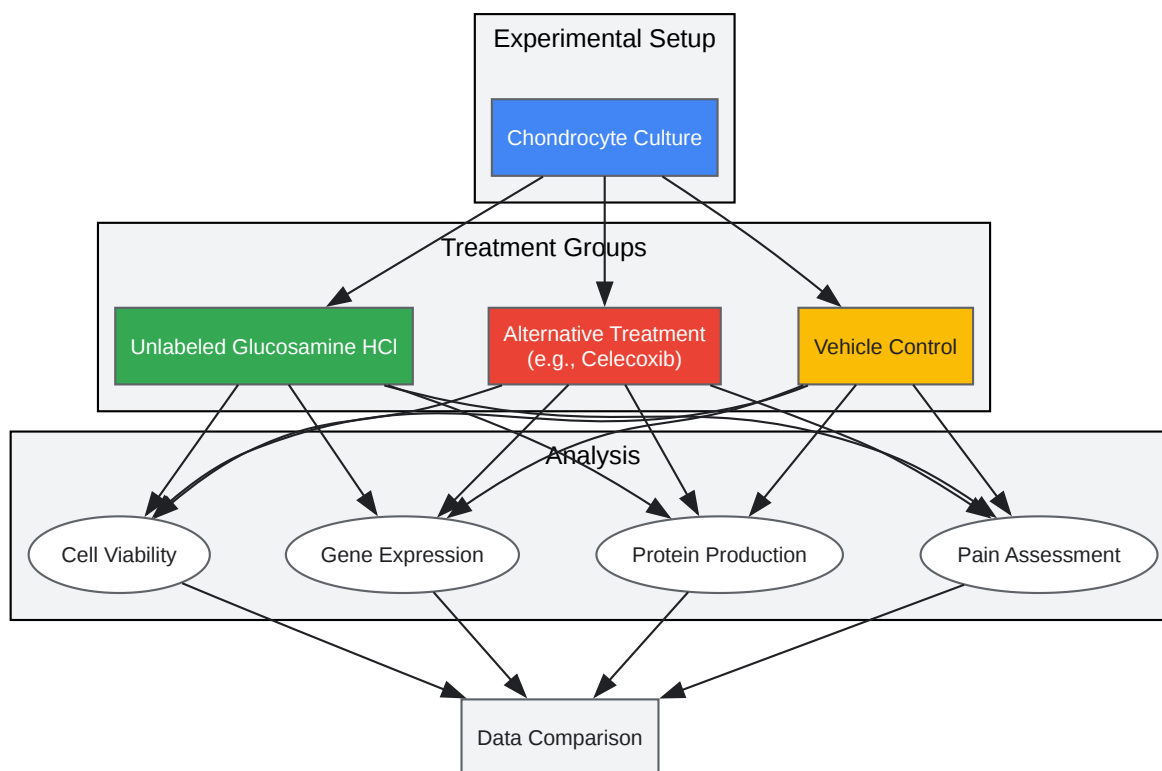 Experimental Setup
Chondrocyte Culture
Treatment Groups
Unlabeled Glucosamine HCl
Alternative Treatment
(e.g., Celecoxib)
Vehicle Control
Analysis
Cell Viability
Gene Expression
Protein Production
Pain Assessment
Data Comparison